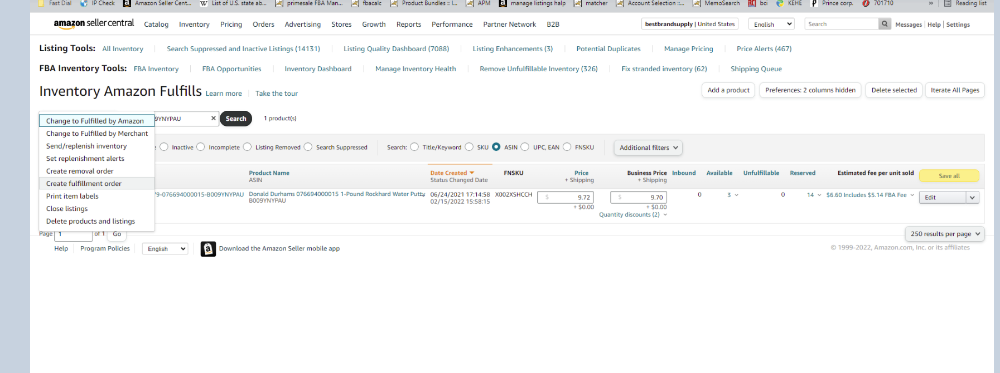 Fast Dial IP Check Amazon Seller Cent... List of U.S. state ab... primesale FBA Man... fbacalc Product Bundles :: I... APM manage listings halp matcher Account Selection ::... MemoSearch bci KEHE Prince corp. 701710 » Reading list
amazon seller central Catalog Inventory Pricing Orders Advertising Stores Growth Reports Performance Partner Network B2B bestbrandsupply | United States English Search Messages | Help | Settings
Listing Tools: All Inventory Search Suppressed and Inactive Listings (14131) Listing Quality Dashboard (7088) Listing Enhancements (3) Potential Duplicates Manage Pricing Price Alerts (467)
FBA Inventory Tools: FBA Inventory FBA Opportunities Inventory Dashboard Manage Inventory Health Remove Unfulfillable Inventory (326) Fix stranded inventory (62) Shipping Queue
Inventory Amazon Fulfills Learn more Take the tour Add a product Preferences: 2 columns hidden Delete selected Iterate All Pages
Change to Fulfilled by Amazon 9YNYPAU × Search 1 product(s)
Change to Fulfilled by Merchant
Send/replenish inventory Inactive Incomplete Listing Removed Search Suppressed Search: Title/Keyword SKU ASIN UPC, EAN FNSKU Additional filters
Set replenishment alerts
Create removal order Product Name Date Created FNSKU Price Business Price Inbound Available Unfulfillable Reserved Estimated fee per unit sold Save all
Create fulfillment order ASIN Status Changed Date + Shipping + Shipping
Print item labels 9-076694000015-B009YNYPAU Donald Durhams 076694000015 1-Pound Rockhard Water Putty 06/24/2021 17:14:58 X002XSHCCH $ 9.72 $ 9.70 0 3 0 14 $6.60 Includes $5.14 FBA Fee Edit
B009YNYPAU 02/15/2022 15:58:15
Close listings + $0.00 + $0.00
Quantity discounts (2)
Delete products and listings
Page 1 of 1 Go 250 results per page
Help Program Policies English Download the Amazon Seller mobile app © 1999-2022, Amazon.com, Inc. or its affiliates